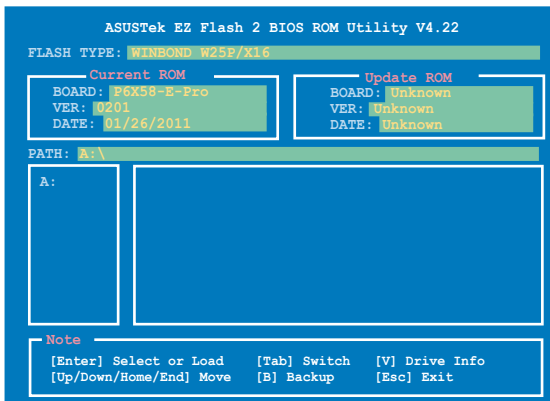 ASUSTek EZ Flash 2 BIOS ROM Utility V4.22
FLASH TYPE: WINBOND W25P/X16
Current ROM
BOARD: P6X58-E-Pro
VER: 0201
DATE: 01/26/2011
Update ROM
BOARD: Unknown
VER: Unknown
DATE: Unknown
PATH: A:\
A:
Note
[Enter] Select or Load [Tab] Switch [V] Drive Info
[Up/Down/Home/End] Move [B] Backup [Esc] Exit